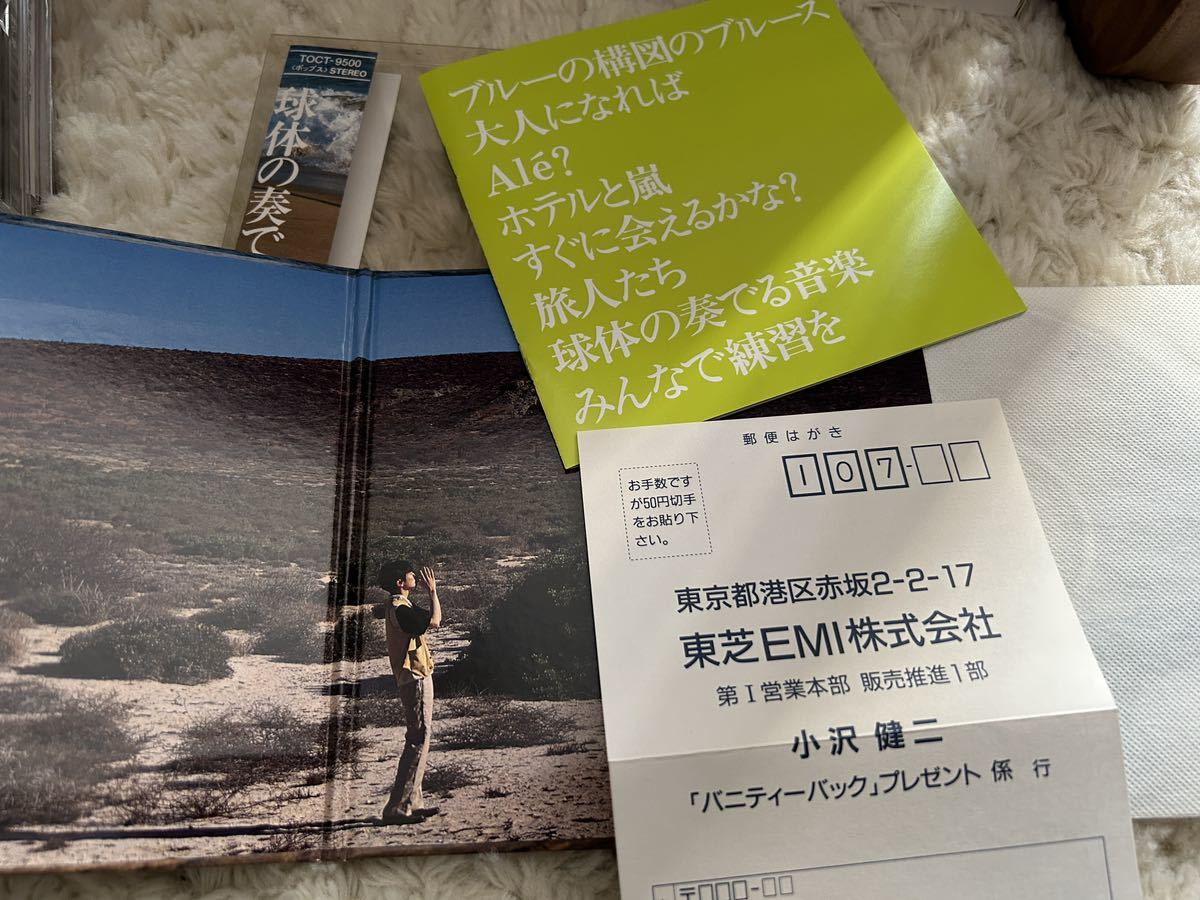 TOCT-9500
〈ポップス〉STEREO
球体の奏で
ブルーの構図のブルース
大人になれば
Alé?
ホテルと嵐
すぐに会えるかな?
旅人たち
球体の奏でる音楽
みんなで練習を
郵便はがき
107-
お手数です
が50円切手
をお貼り下
さい。
東京都港区赤坂2-2-17
東芝EMI株式会社
第Ⅰ営業本部 販売推進1部
小沢 健二
「バニティーバック」プレゼント 係 行
〒